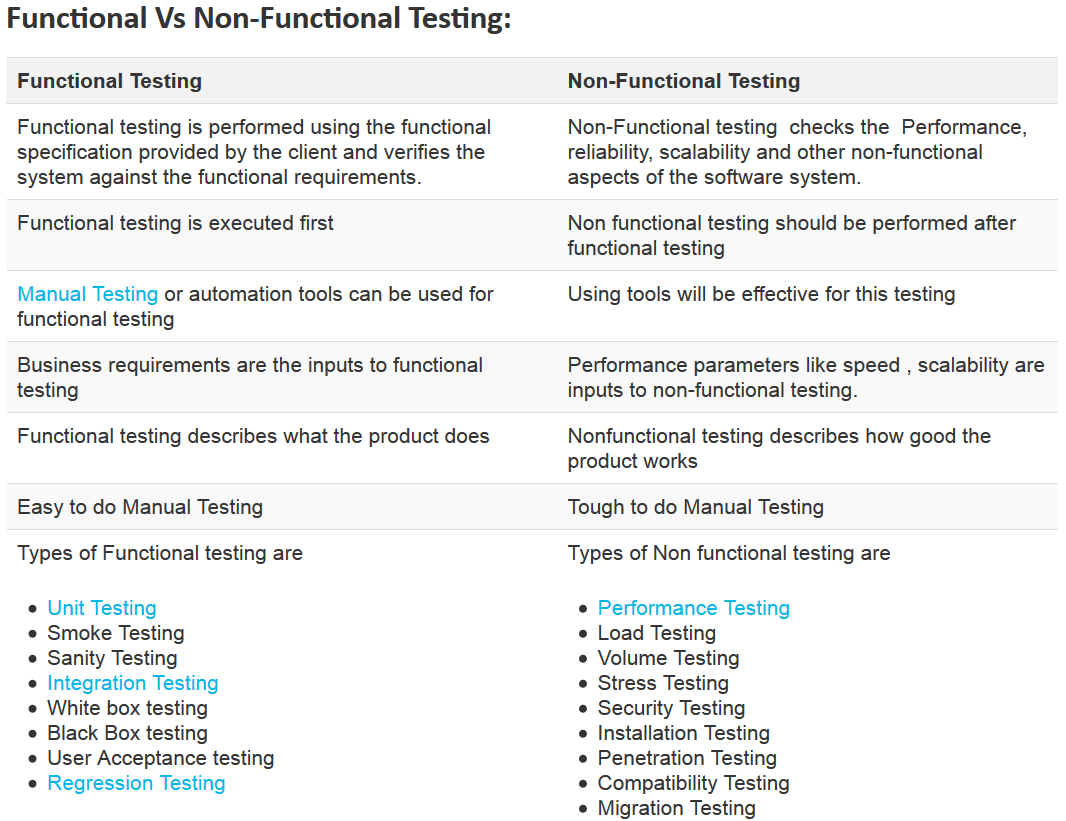 Functional Vs Non-Functional Testing:
Functional Testing
Non-Functional Testing
Functional testing is performed using the functional
specification provided by the client and verifies the
system against the functional requirements.
Non-Functional testing  checks the  Performance,
reliability, scalability and other non-functional
aspects of the software system.
Functional testing is executed first
Non functional testing should be performed after
functional testing
Manual Testing or automation tools can be used for
functional testing
Using tools will be effective for this testing
Business requirements are the inputs to functional
testing
Performance parameters like speed , scalability are
inputs to non-functional testing.
Functional testing describes what the product does
Nonfunctional testing describes how good the
product works
Easy to do Manual Testing
Tough to do Manual Testing
Types of Functional testing are
• Unit Testing
• Smoke Testing
• Sanity Testing
• Integration Testing
• White box testing
• Black Box testing
• User Acceptance testing
• Regression Testing
Types of Non functional testing are
• Performance Testing
• Load Testing
• Volume Testing
• Stress Testing
• Security Testing
• Installation Testing
• Penetration Testing
• Compatibility Testing
• Migration Testing